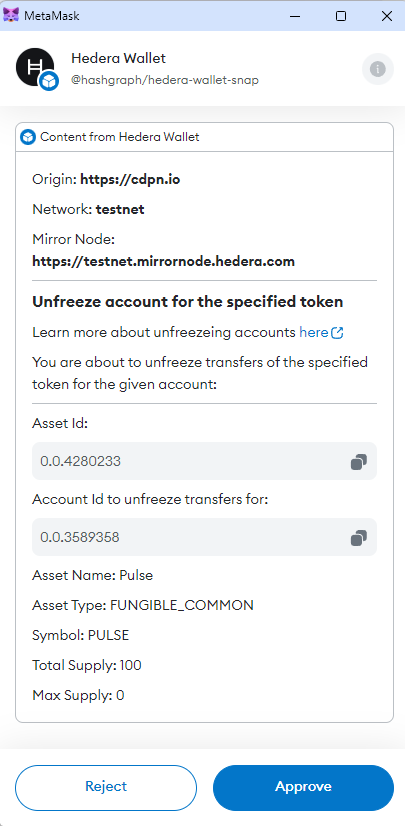 MetaMask
Hedera Wallet
@hashgraph/hedera-wallet-snap
Content from Hedera Wallet
Origin: https://cdpn.io
Network: testnet
Mirror Node:
https://testnet.mirrornode.hedera.com
Unfreeze account for the specified token
Learn more about unfreezeing accounts here
You are about to unfreeze transfers of the specified
token for the given account:
Asset Id:
0.0.4280233
Account Id to unfreeze transfers for:
0.0.3589358
Asset Name: Pulse
Asset Type: FUNGIBLE_COMMON
Symbol: PULSE
Total Supply: 100
Max Supply: 0
Reject
Approve